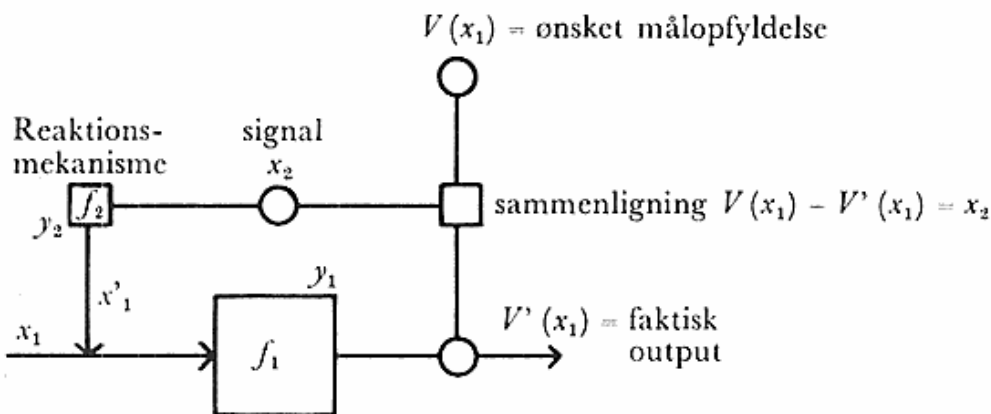 V (x₁) = ønsket målopfyldelse
Reaktions-
mekanisme
signal
x₂
f₂
y₂
sammenligning V (x₁) – V' (x₁) = x₂
x'₁
y₁
x₁
f₁
V' (x₁) = faktisk
output